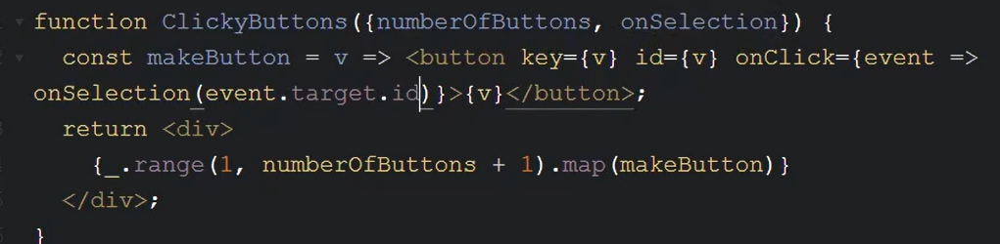 function ClickyButtons({numberOfButtons, onSelection}) {
const makeButton = v => <button key={v} id={v} onClick={event =>
onSelection(event.target.id)}>{v}</button>;
return <div>
{_.range(1, numberOfButtons + 1).map(makeButton)}
</div>;
}